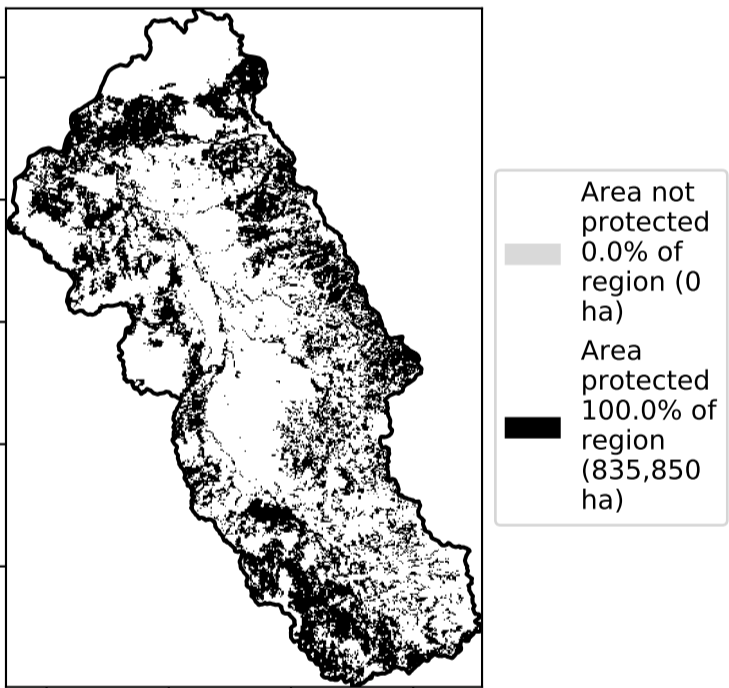 Area not
protected
0.0% of
region (0
ha)
Area
protected
100.0% of
region
(835,850
ha)